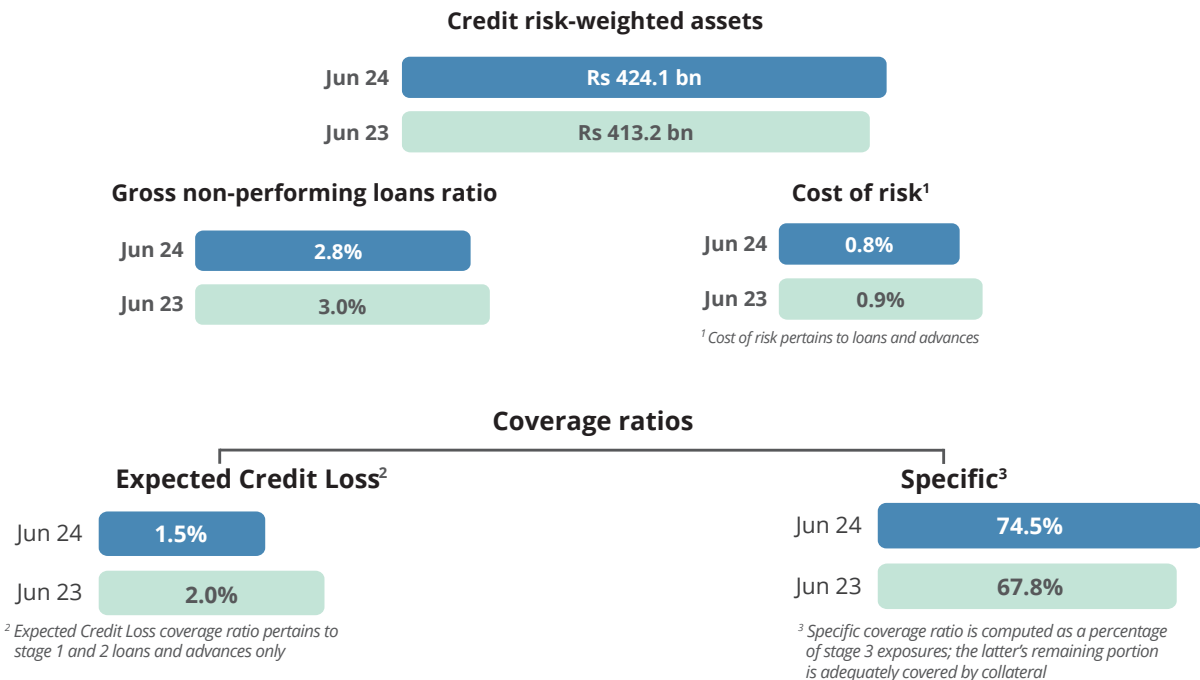 Credit risk-weighted assets
Jun 24 Rs 424.1 bn
Jun 23 Rs 413.2 bn
Gross non-performing loans ratio
Jun 24 2.8%
Jun 23 3.0%
Cost of risk¹
Jun 24 0.8%
Jun 23 0.9%
¹ Cost of risk pertains to loans and advances
Coverage ratios
Expected Credit Loss²
Jun 24 1.5%
Jun 23 2.0%
² Expected Credit Loss coverage ratio pertains to
stage 1 and 2 loans and advances only
Specific³
Jun 24 74.5%
Jun 23 67.8%
³ Specific coverage ratio is computed as a percentage
of stage 3 exposures; the latter’s remaining portion
is adequately covered by collateral